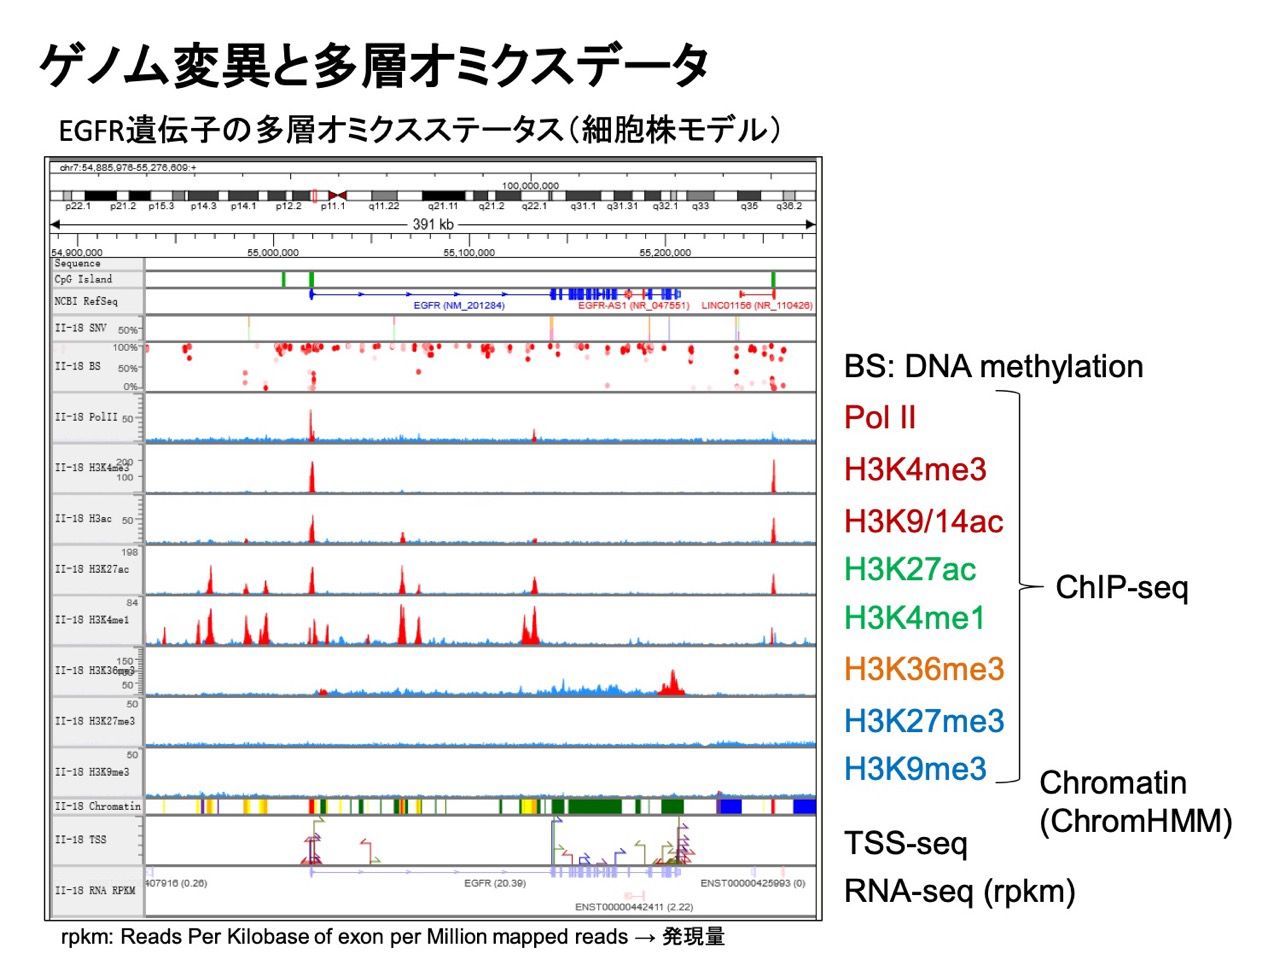 ゲノム変異と多層オミクスデータ
EGFR遺伝子の多層オミクスステータス（細胞株モデル）
chr7:54,885,976-55,276,609:+
100,000,000
p22.1 p21.2 p15.3 p14.3 p14.1 p12.2 p11.1 q11.22 q21.11 q21.2 q22.1 q31.1 q31.31 q32.1 q33 q35 q36.2
391 kb
54,900,000 55,000,000 55,100,000 55,200,000
Sequence
CpG Island
NCBI RefSeq
EGFR (NM_201284) EGFR-AS1 (NR_047551) LINC01156 (NR_110426)
II-18 SNV 50%
II-18 BS 100% 50% 0%
II-18 PolII 50
II-18 H3K4me3 200 100
II-18 H3ac 50
II-18 H3K27ac 198
II-18 H3K4me1 84
II-18 H3K36me3 150 100 50
II-18 H3K27me3 50
II-18 H3K9me3 50
II-18 Chromatin
II-18 TSS
II-18 RNA RPKM
407916 (0.26) EGFR (20.39) ENST00000425993 (0)
ENST00000442411 (2.22)
BS: DNA methylation
Pol II
H3K4me3
H3K9/14ac
H3K27ac
H3K4me1
H3K36me3
H3K27me3
H3K9me3
ChIP-seq
Chromatin
(ChromHMM)
TSS-seq
RNA-seq (rpkm)
rpkm: Reads Per Kilobase of exon per Million mapped reads → 発現量